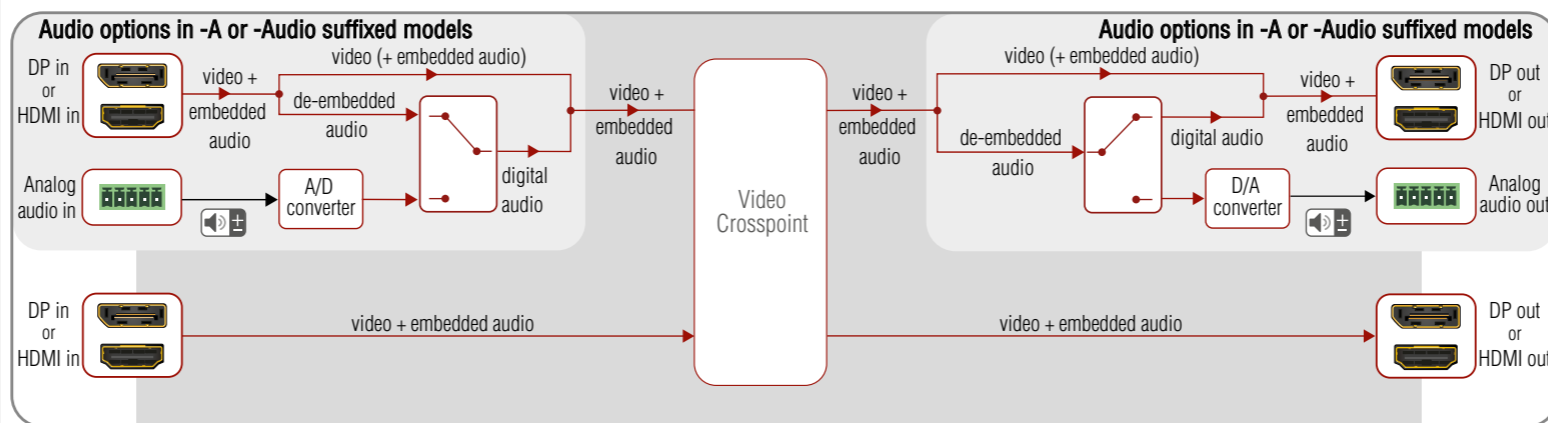 Audio options in -A or -Audio suffixed models
DP in
or
HDMI in
video +
embedded
audio
video (+ embedded audio)
de-embedded
audio
digital
audio
video +
embedded
audio
Analog
audio in
A/D
converter
Video
Crosspoint
Audio options in -A or -Audio suffixed models
video +
embedded
audio
video (+ embedded audio)
de-embedded
audio
digital audio
video +
embedded
audio
DP out
or
HDMI out
D/A
converter
Analog
audio out
DP in
or
HDMI in
video + embedded audio
video + embedded audio
DP out
or
HDMI out